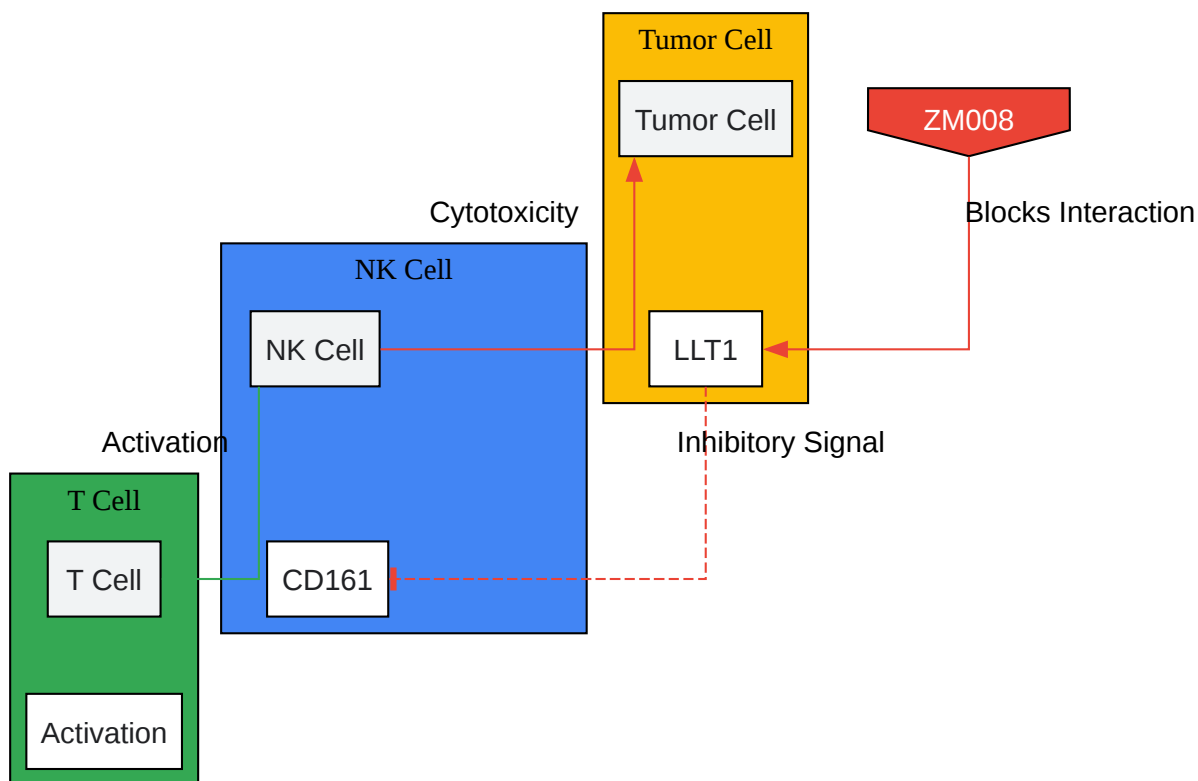 Tumor Cell
Tumor Cell
ZM008
Cytotoxicity
Blocks Interaction
NK Cell
NK Cell
LLT1
Activation
Inhibitory Signal
T Cell
T Cell
CD161
Activation